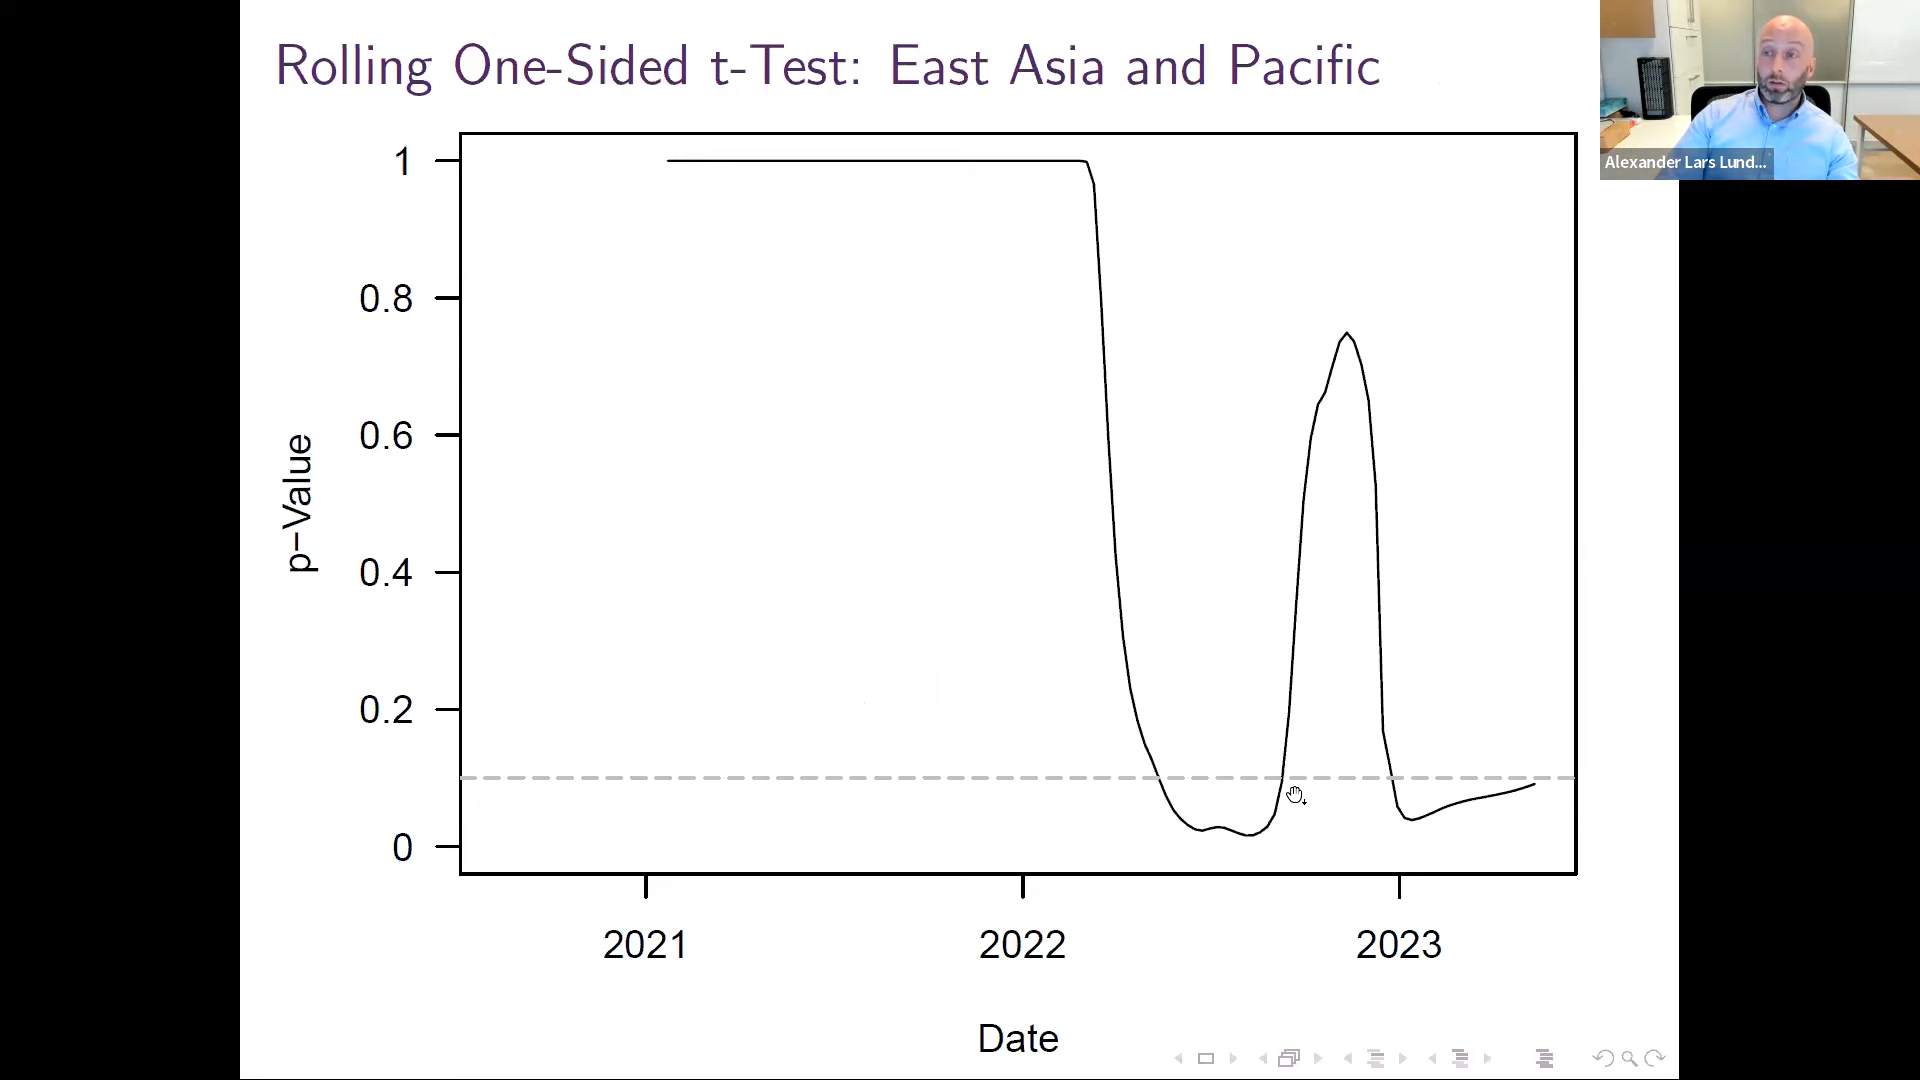 Rolling One-Sided t-Test: East Asia and Pacific
Alexander Lars Lund...
1
0.8
0.6
0.4
0.2
0
p-Value
2021 2022 2023
Date